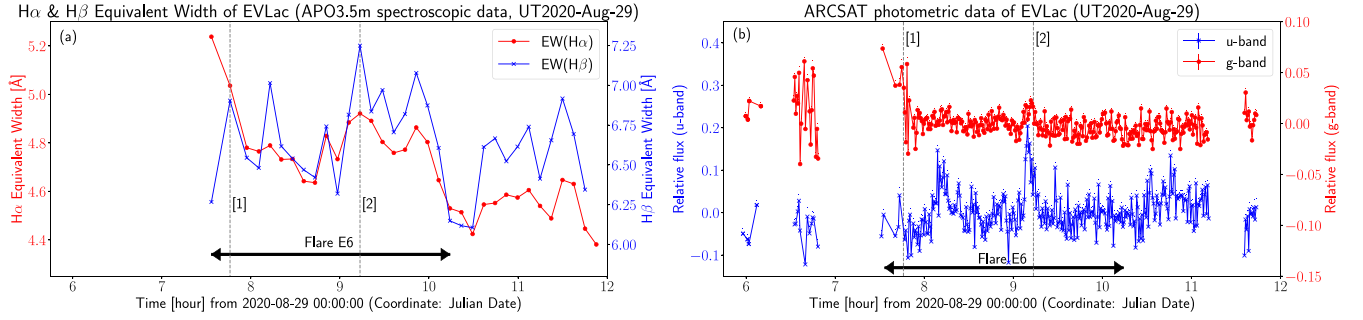 Hα & Hβ Equivalent Width of EVLac (APO3.5m spectroscopic data, UT2020-Aug-29)
(a)
EW(Hα)
EW(Hβ)
Hα Equivalent Width [Å]
5.2
5.0
4.8
4.6
4.4
Hβ Equivalent Width [Å]
7.25
7.00
6.75
6.50
6.25
6.00
[1]
[2]
Flare E6
6 7 8 9 10 11 12
Time [hour] from 2020-08-29 00:00:00 (Coordinate: Julian Date)
ARCSAT photometric data of EVLac (UT2020-Aug-29)
(b)
[1]
[2]
u-band
g-band
Relative flux (u-band)
0.4
0.3
0.2
0.1
0.0
−0.1
Relative flux (g-band)
0.10
0.05
0.00
−0.05
−0.10
−0.15
Flare E6
6 7 8 9 10 11 12
Time [hour] from 2020-08-29 00:00:00 (Coordinate: Julian Date)